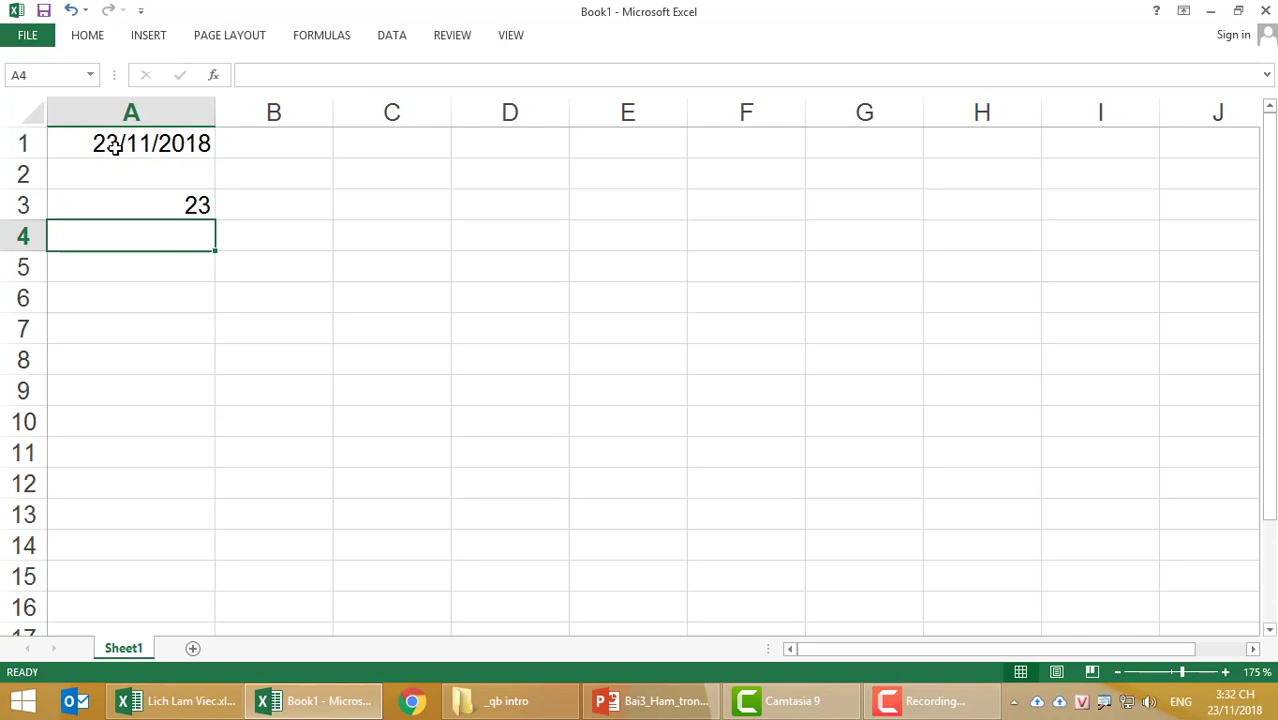 Book1 - Microsoft Excel
?
FILE HOME INSERT PAGE LAYOUT FORMULAS DATA REVIEW VIEW
Sign in
A4 fx
A B C D E F G H I J
1 23/11/2018
2
3 23
4
5
6
7
8
9
10
11
12
13
14
15
16
17
Sheet1
READY 175 %
Lich Lam Viec.xl... Book1 - Micros... _qb intro Bai3_Ham_tron... Camtasia 9 Recording... ENG 3:32 CH
23/11/2018